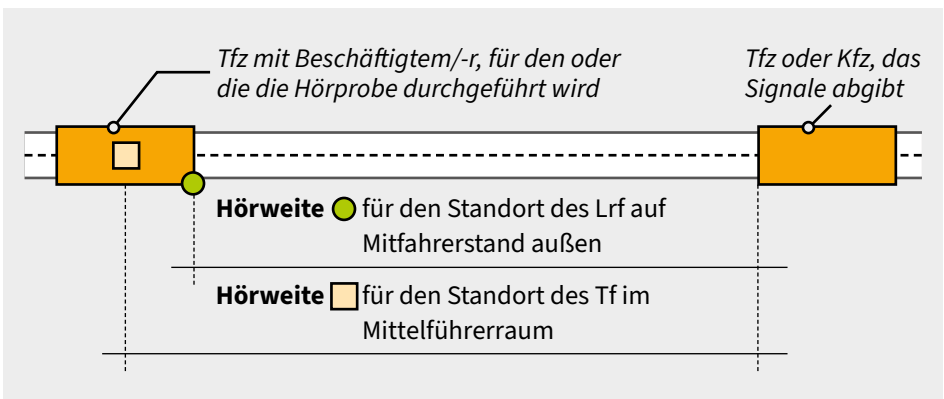 Tfz mit Beschäftigtem/-r, für den oder
die die Hörprobe durchgeführt wird
Tfz oder Kfz, das
Signale abgibt
Hörweite für den Standort des Lrf auf
Mitfahrerstand außen
Hörweite für den Standort des Tf im
Mittelführerraum